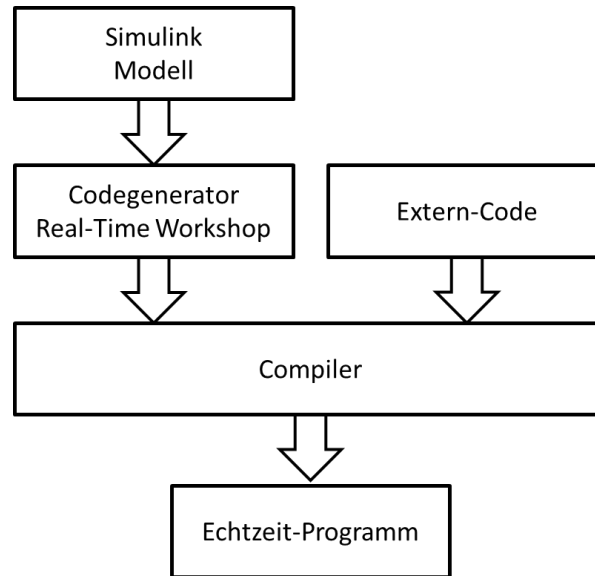 Simulink
Modell
Codegenerator
Real-Time Workshop
Extern-Code
Compiler
Echtzeit-Programm